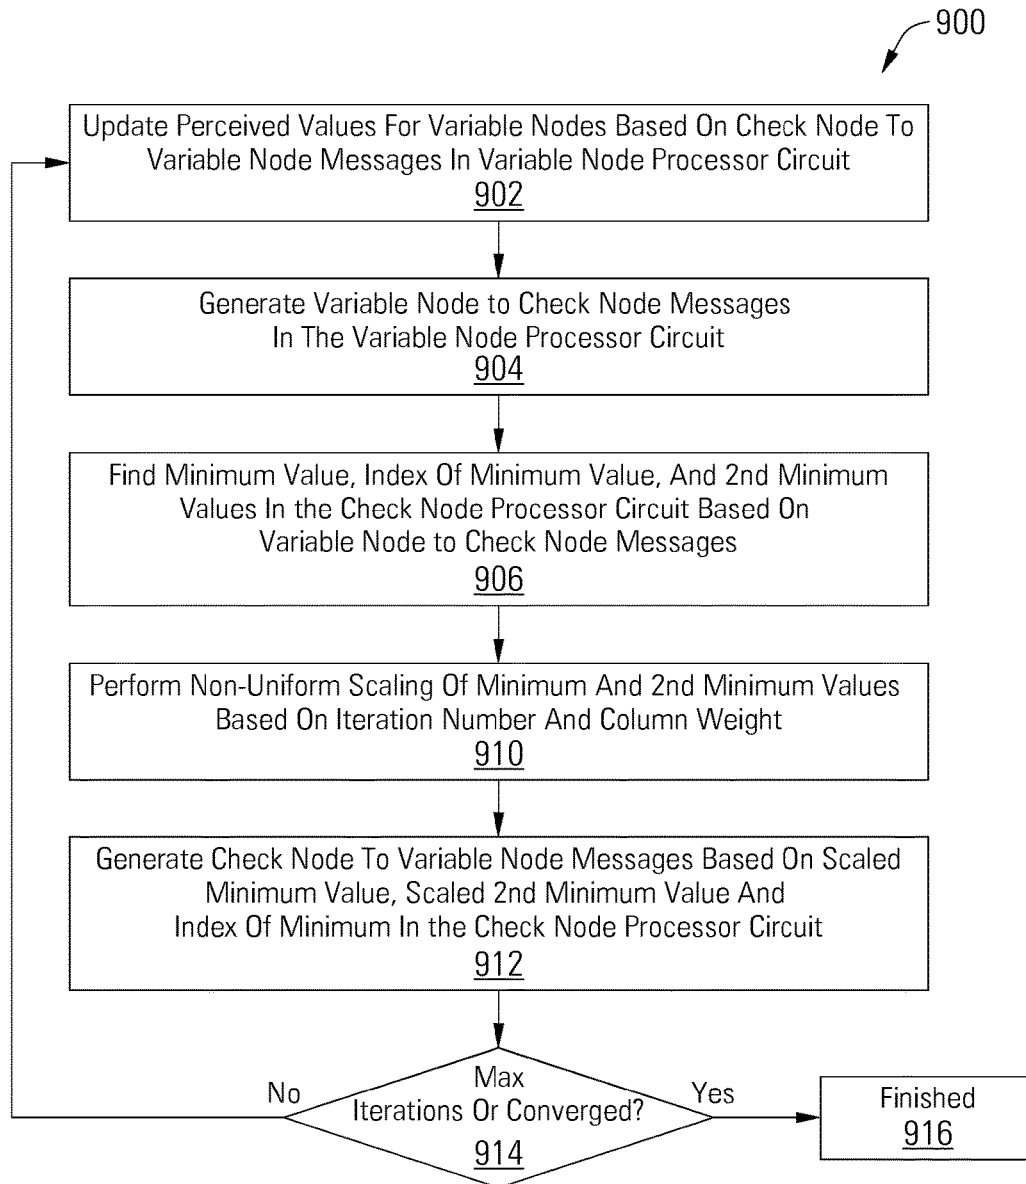 900
Update Perceived Values For Variable Nodes Based On Check Node To
Variable Node Messages In Variable Node Processor Circuit
902
Generate Variable Node to Check Node Messages
In The Variable Node Processor Circuit
904
Find Minimum Value, Index Of Minimum Value, And 2nd Minimum
Values In the Check Node Processor Circuit Based On
Variable Node to Check Node Messages
906
Perform Non-Uniform Scaling Of Minimum And 2nd Minimum Values
Based On Iteration Number And Column Weight
910
Generate Check Node To Variable Node Messages Based On Scaled
Minimum Value, Scaled 2nd Minimum Value And
Index Of Minimum In the Check Node Processor Circuit
912
No
Max
Iterations Or Converged?
914
Yes
Finished
916